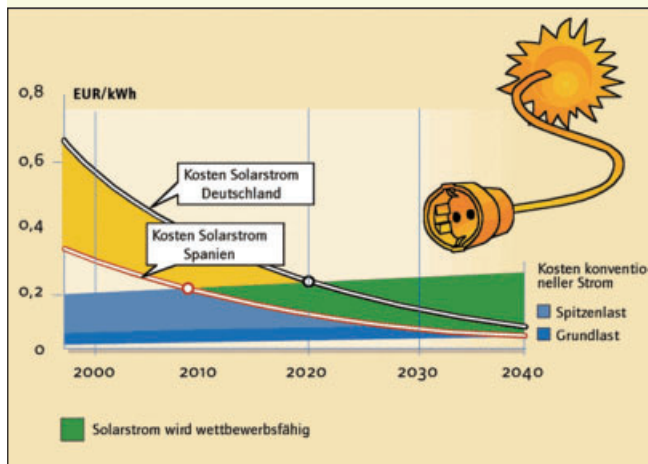 EUR/kWh
0,8
0,6
0,4
0,2
0
Kosten Solarstrom
Deutschland
Kosten Solarstrom
Spanien
Kosten konventio-
neller Strom
Spitzenlast
Grundlast
2000 2010 2020 2030 2040
Solarstrom wird wettbewerbsfähig